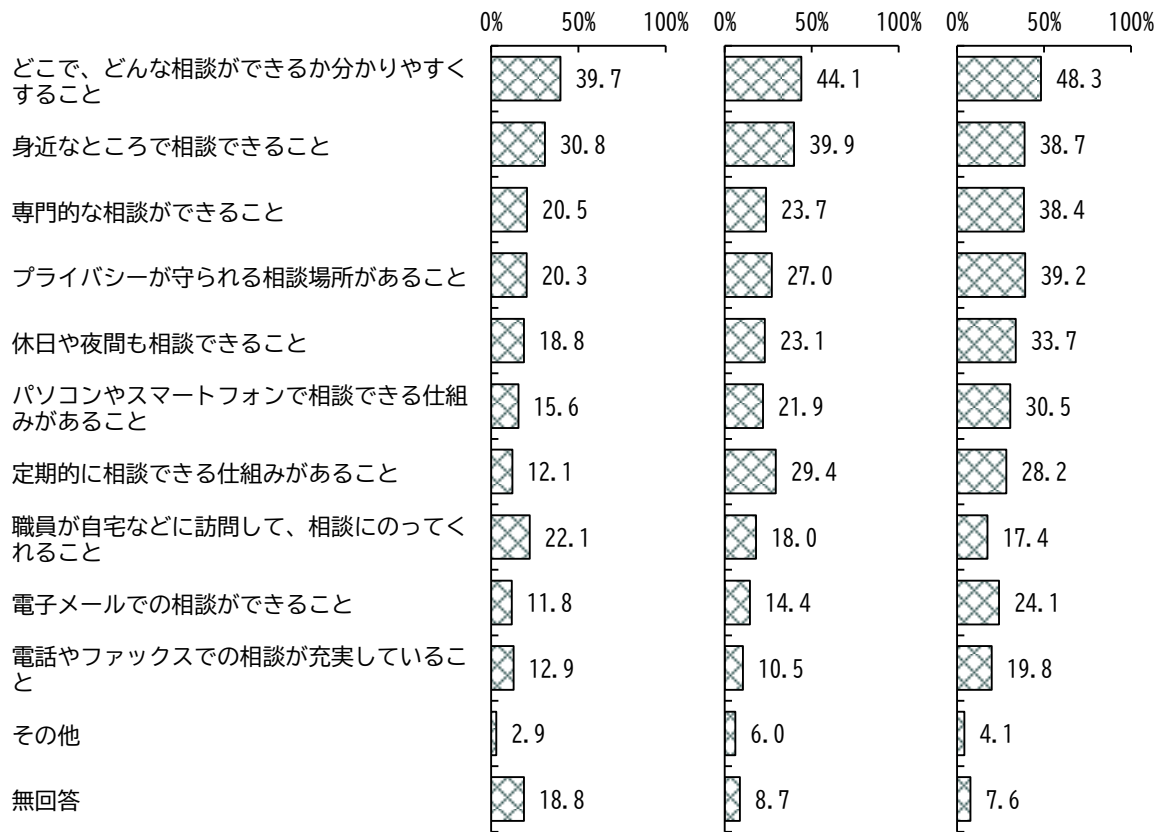 0% 50% 100% 0% 50% 100% 0% 50% 100%
どこで、どんな相談ができるか分かりやすく
すること
39.7 44.1 48.3
身近なところで相談できること 30.8 39.9 38.7
専門的な相談ができること 20.5 23.7 38.4
プライバシーが守られる相談場所があること 20.3 27.0 39.2
休日や夜間も相談できること 18.8 23.1 33.7
パソコンやスマートフォンで相談できる仕組
みがあること
15.6 21.9 30.5
定期的に相談できる仕組みがあること 12.1 29.4 28.2
職員が自宅などに訪問して、相談にのってく
れること
22.1 18.0 17.4
電子メールでの相談ができること 11.8 14.4 24.1
電話やファックスでの相談が充実しているこ
と
12.9 10.5 19.8
その他 2.9 6.0 4.1
無回答 18.8 8.7 7.6